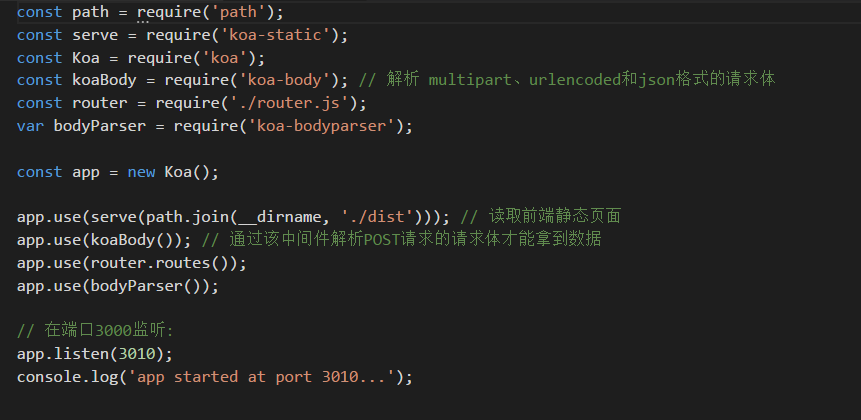 const path = require('path');
const serve = require('koa-static');
const Koa = require('koa');
const koaBody = require('koa-body'); // 解析 multipart、urlencoded和json格式的请求体
const router = require('./router.js');
var bodyParser = require('koa-bodyparser');
const app = new Koa();
app.use(serve(path.join(__dirname, './dist'))); // 读取前端静态页面
app.use(koaBody()); // 通过该中间件解析POST请求的请求体才能拿到数据
app.use(router.routes());
app.use(bodyParser());
// 在端口3000监听:
app.listen(3010);
console.log('app started at port 3010...');